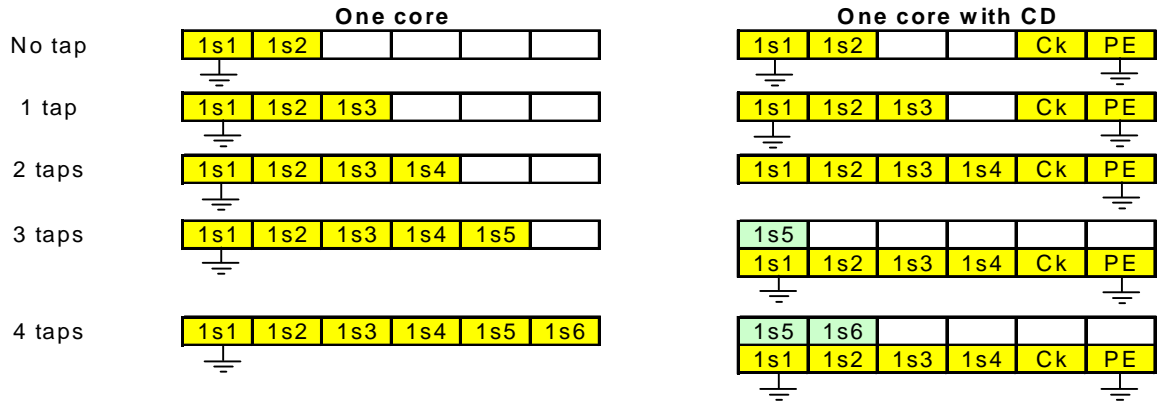 One core One core with CD
No tap 1s1 1s2 1s1 1s2 Ck PE
1 tap 1s1 1s2 1s3 1s1 1s2 1s3 Ck PE
2 taps 1s1 1s2 1s3 1s4 1s1 1s2 1s3 1s4 Ck PE
3 taps 1s1 1s2 1s3 1s4 1s5 1s5
1s1 1s2 1s3 1s4 Ck PE
4 taps 1s1 1s2 1s3 1s4 1s5 1s6 1s5 1s6
1s1 1s2 1s3 1s4 Ck PE